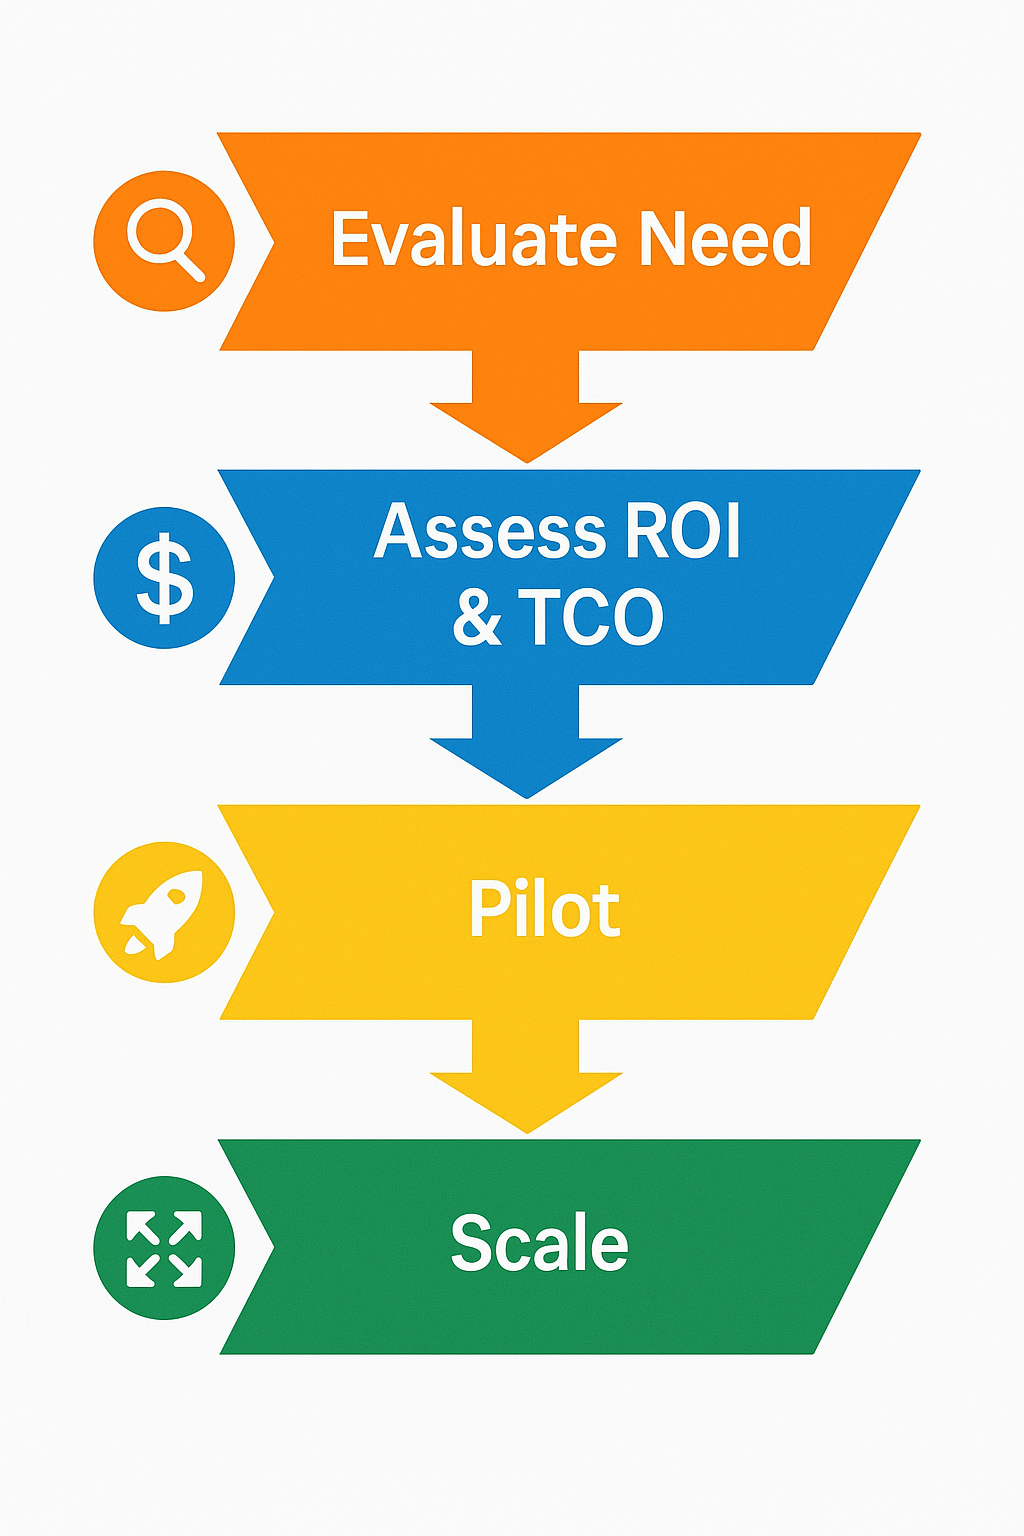 Evaluate Need
$
Assess ROI
& TCO
Pilot
Scale